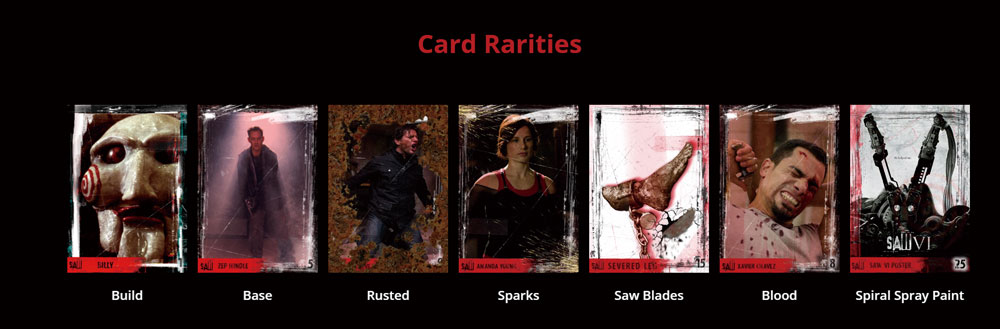 Card Rarities
SAW BILLY
SAW ZEP HINDLE 5
SAW AMANDA YOUNG
SAW SEVERED LEG 15
SAW XAVIER CHAVEZ 8
SAW VI
SAW SAW VI POSTER 25
Build
Base
Rusted
Sparks
Saw Blades
Blood
Spiral Spray Paint